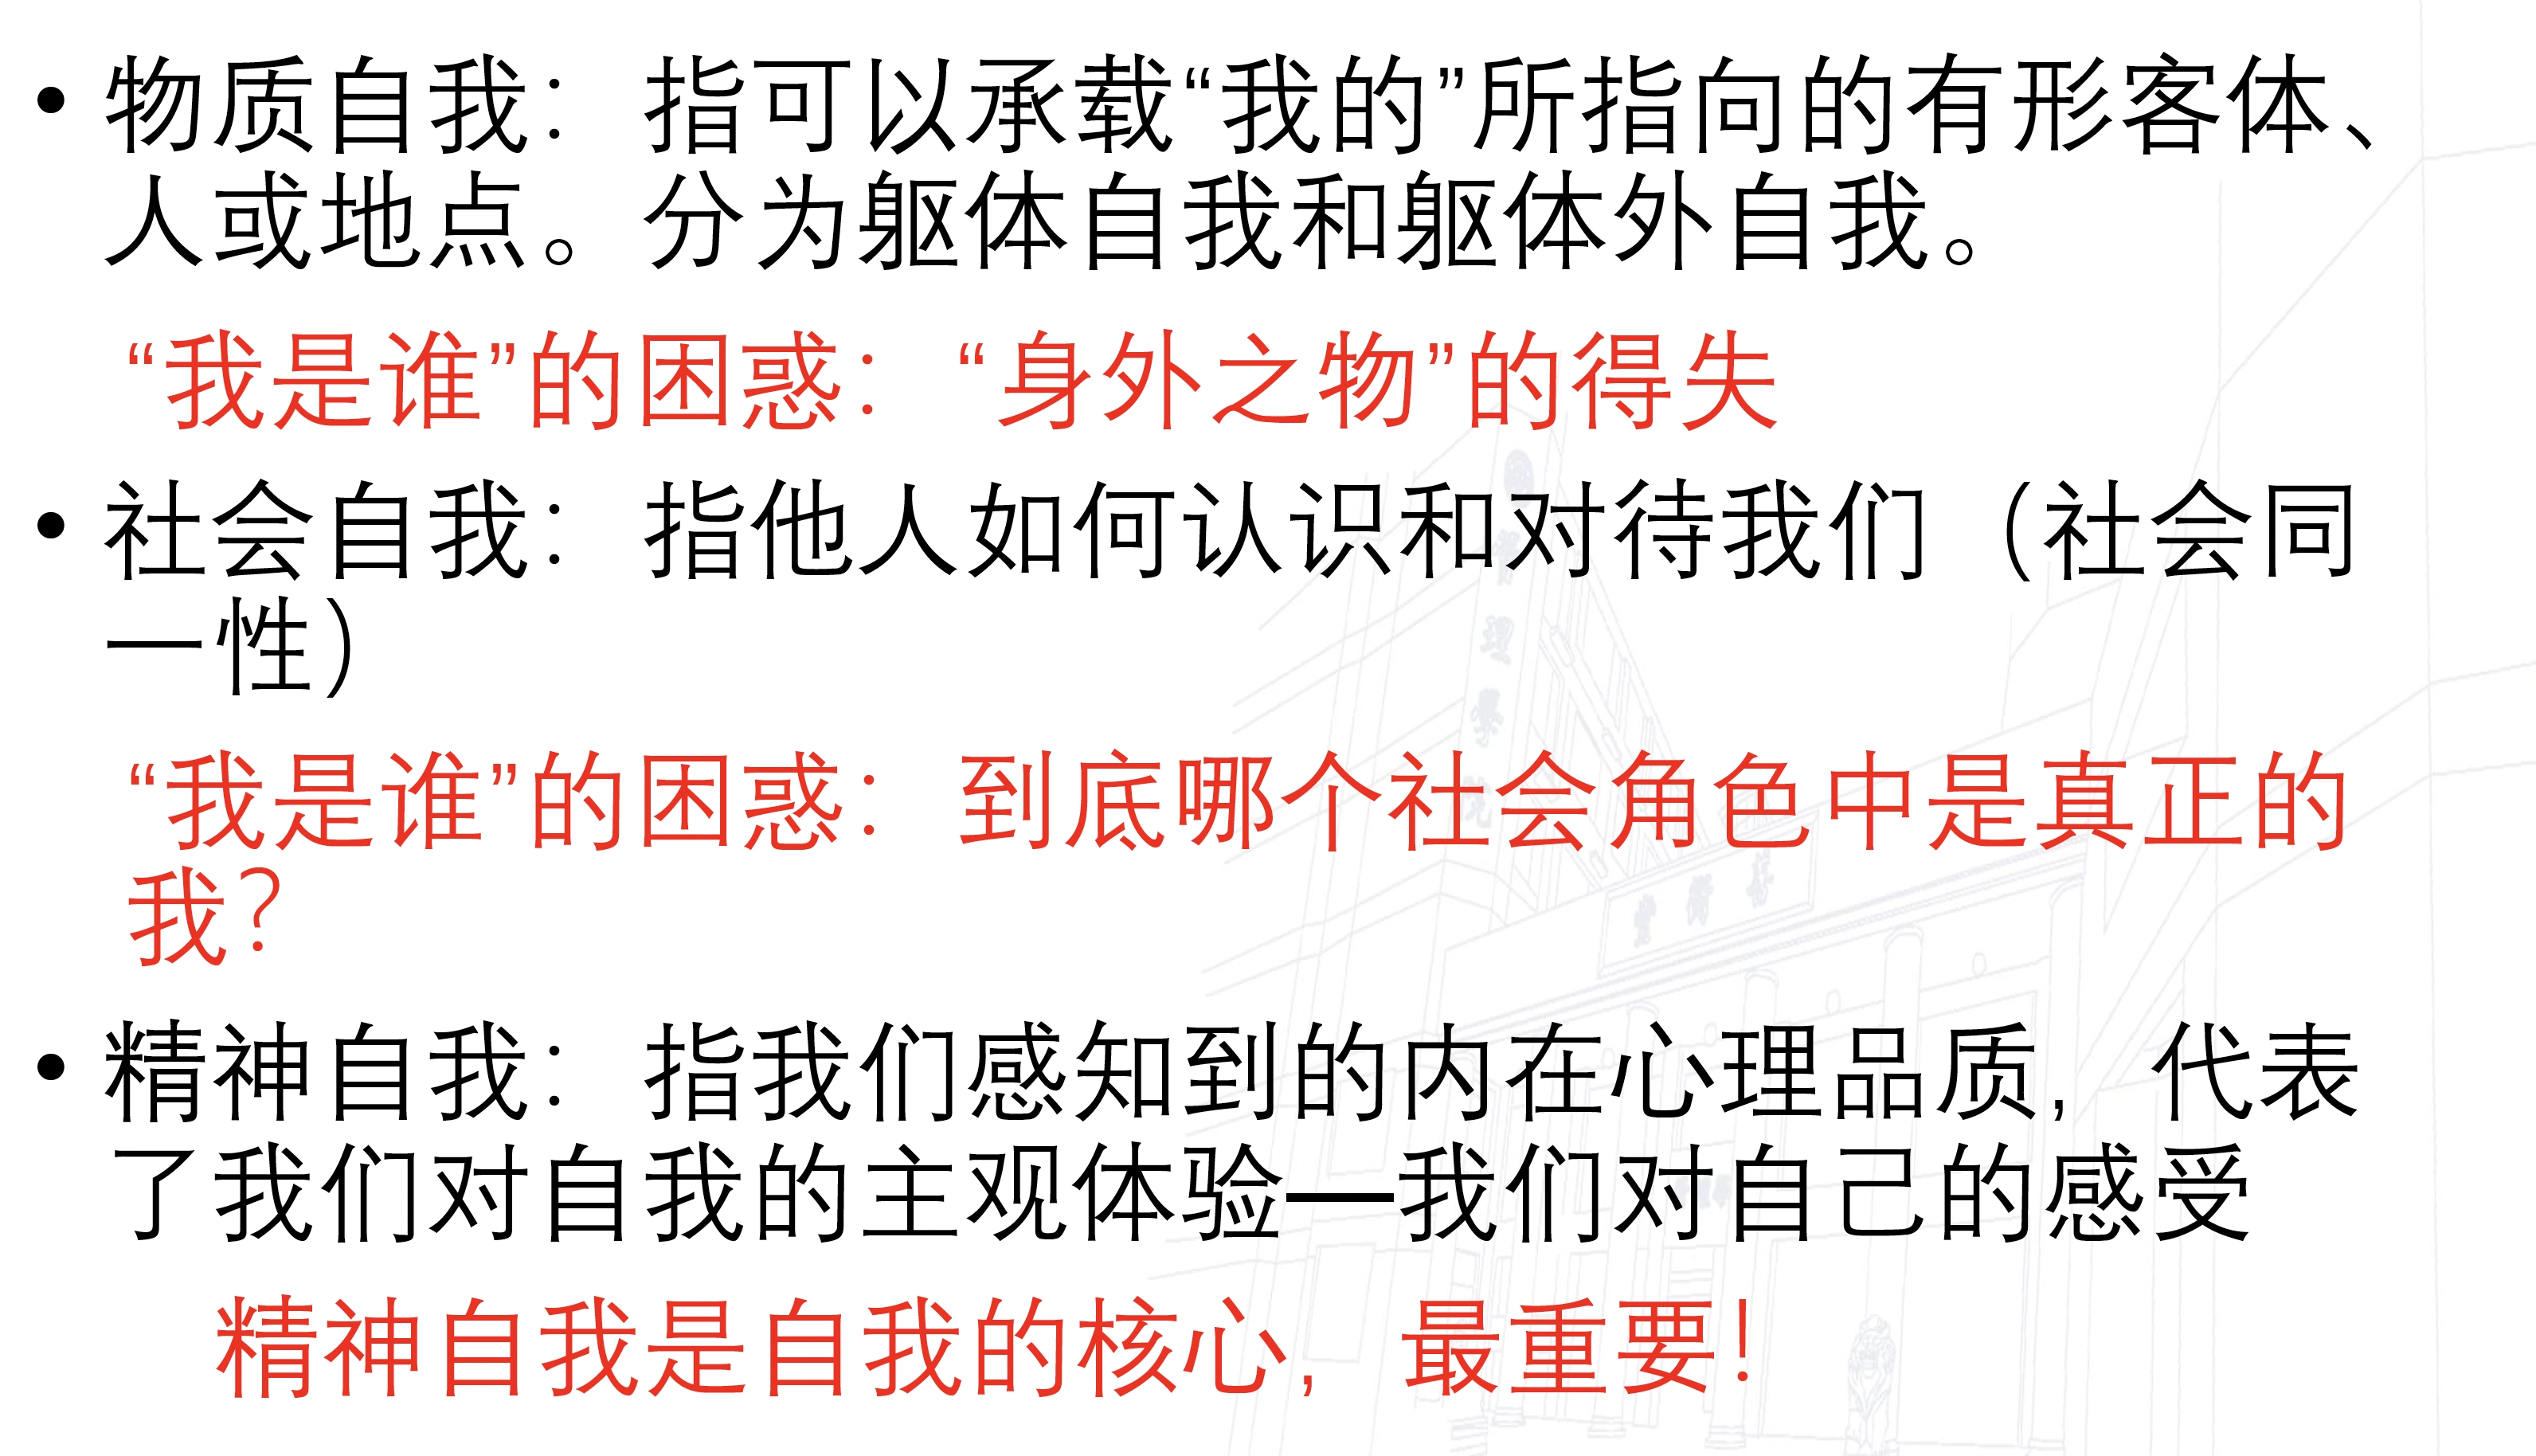 • 物质自我：指可以承载“我的”所指向的有形客体、
人或地点。分为躯体自我和躯体外自我。
“我是谁”的困惑：“身外之物”的得失
• 社会自我：指他人如何认识和对待我们（社会同
一性）
“我是谁”的困惑：到底哪个社会角色中是真正的
我？
• 精神自我：指我们感知到的内在心理品质，代表
了我们对自我的主观体验—我们对自己的感受
精神自我是自我的核心，最重要！